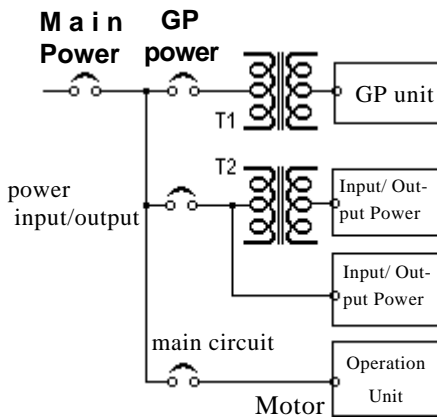 Main
Power
GP
power
T1
GP unit
T2
power
input/output
Input/ Out-
put Power
Input/ Out-
put Power
main circuit
Operation
Unit
Motor